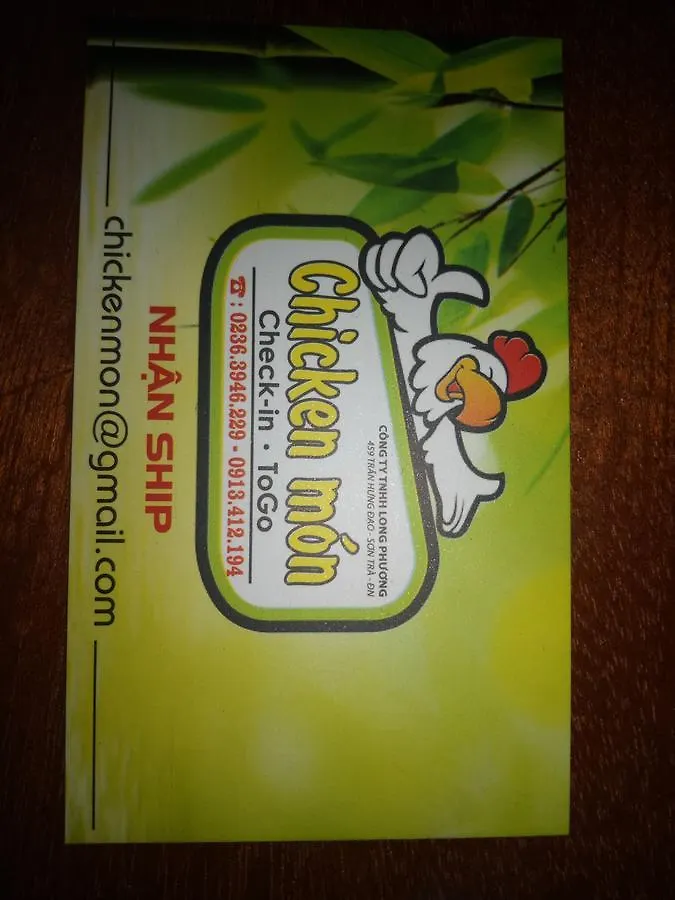 CÔNG TY TNHH LONG PHƯƠNG
459 TRẦN HƯNG ĐẠO - SƠN TRÀ - ĐN
Chicken món
Check-in · ToGo
☎ : 0236.3946.229 - 0913.412.194
NHẬN SHIP
chickenmon@gmail.com